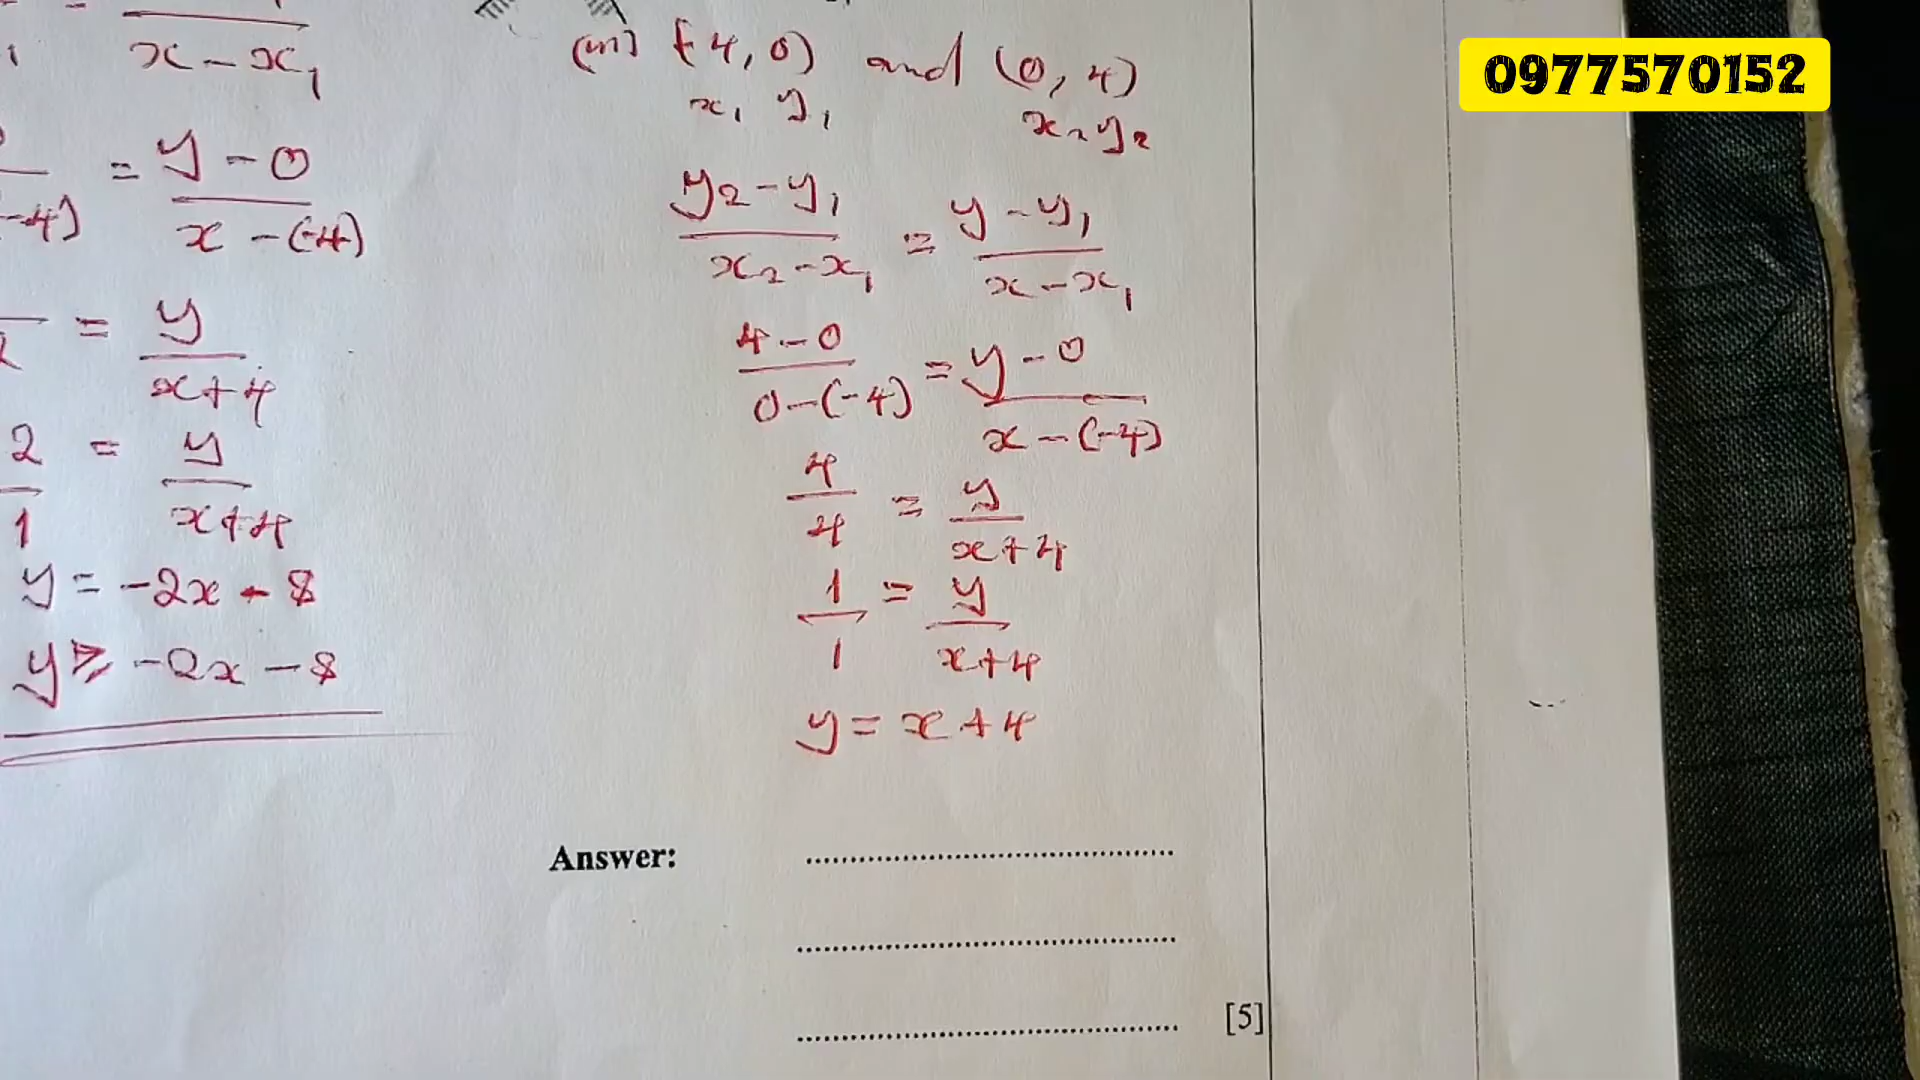 x - x₁
= y - 0
-4) x - (-4)
= y
x + 4
2 = y
1 x + 4
y = -2x - 8
y ⩾ -2x - 8
(iii) (-4, 0) and (0, 4)
x₁ y₁ x₂ y₂
y₂ - y₁ = y - y₁
x₂ - x₁ x - x₁
4 - 0 = y - 0
0 - (-4) x - (-4)
4 = y
4 x + 4
1 = y
1 x + 4
y = x + 4
Answer:
[5]
0977570152